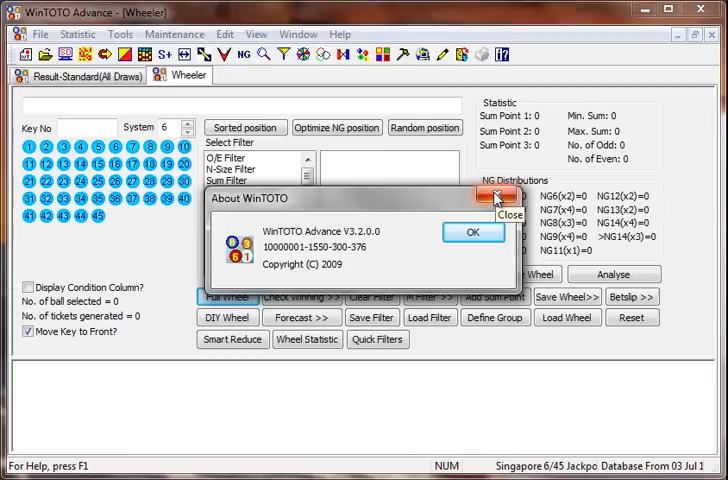 WinTOTO Advance - [Wheeler]
File Statistic Tools Maintenance Edit View Window Help
Result-Standard(All Draws) Wheeler
Key No System 6
Sorted position Optimize NG position Random position
1 2 3 4 5 6 7 8 9 10
11 12 13 14 15 16 17 18 19 20
21 22 23 24 25 26 27 28 29 30
31 32 33 34 35 36 37 38 39 40
41 42 43 44 45
Select Filter
O/E Filter
N-Size Filter
Sum Filter
Statistic
Sum Point 1: 0 Min. Sum: 0
Sum Point 2: 0 Max. Sum: 0
Sum Point 3: 0 No. of Odd: 0
No. of Even: 0
NG Distributions
NG6(x2)=0 NG12(x2)=0
NG7(x4)=0 NG13(x2)=0
NG8(x3)=0 NG14(x2)=0
NG9(x4)=0 >NG14(x3)=0
NG11(x1)=0
About WinTOTO
Close
WinTOTO Advance V3.2.0.0
10000001-1550-300-376
Copyright (C) 2009
OK
Wheel Analyse
Display Condition Column?
No. of ball selected = 0
No. of tickets generated = 0
Move Key to Front?
Full Wheel Check Winning >> Clear Filter M Filter >> Add Sum Point Save Wheel>> Betslip >>
DIY Wheel Forecast >> Save Filter Load Filter Define Group Load Wheel Reset
Smart Reduce Wheel Statistic Quick Filters
For Help, press F1 NUM Singapore 6/45 Jackpo Database From 03 Jul 1